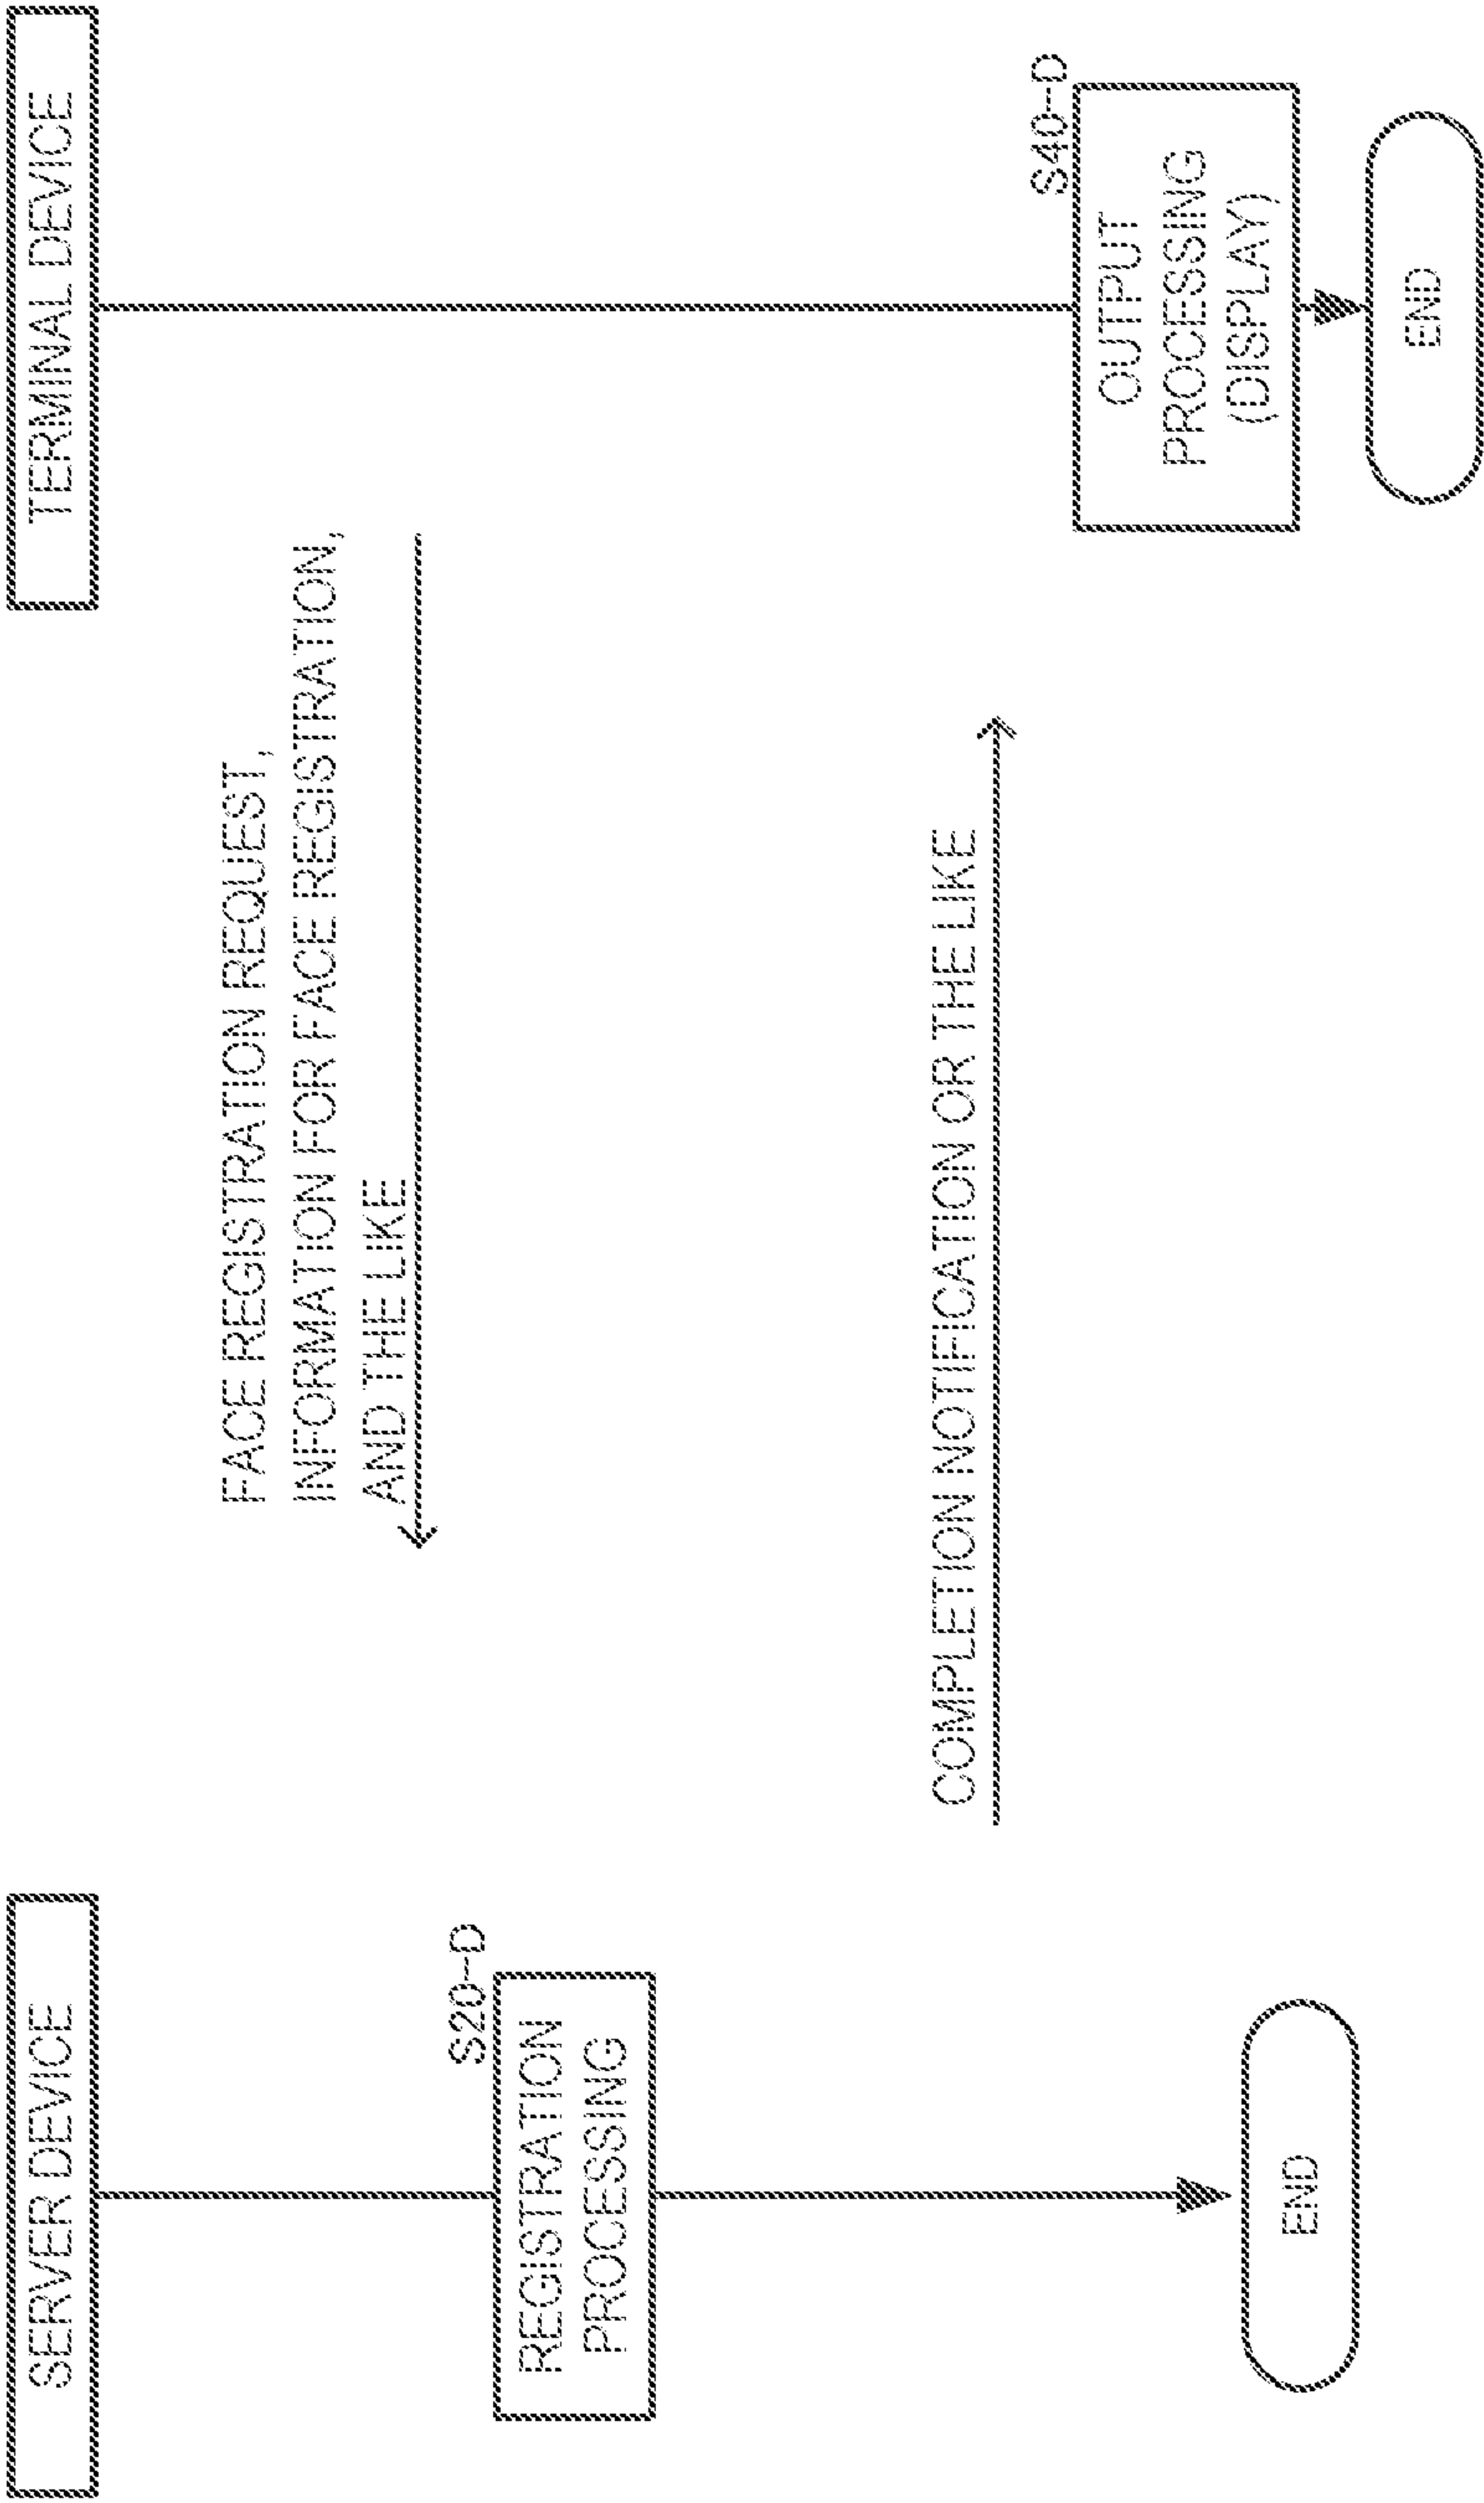 SERVER DEVICE
TERMINAL DEVICE
FACE REGISTRATION REQUEST,
INFORMATION FOR FACE REGISTRATION,
AND THE LIKE
S20-D
REGISTRATION
PROCESSING
COMPLETION NOTIFICATION OR THE LIKE
S40-D
OUTPUT
PROCESSING
(DISPLAY)
END
END